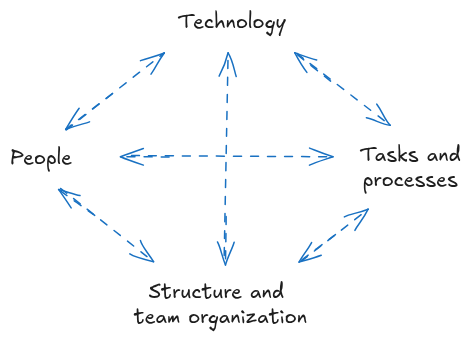 Technology
People
Tasks and
processes
Structure and
team organization